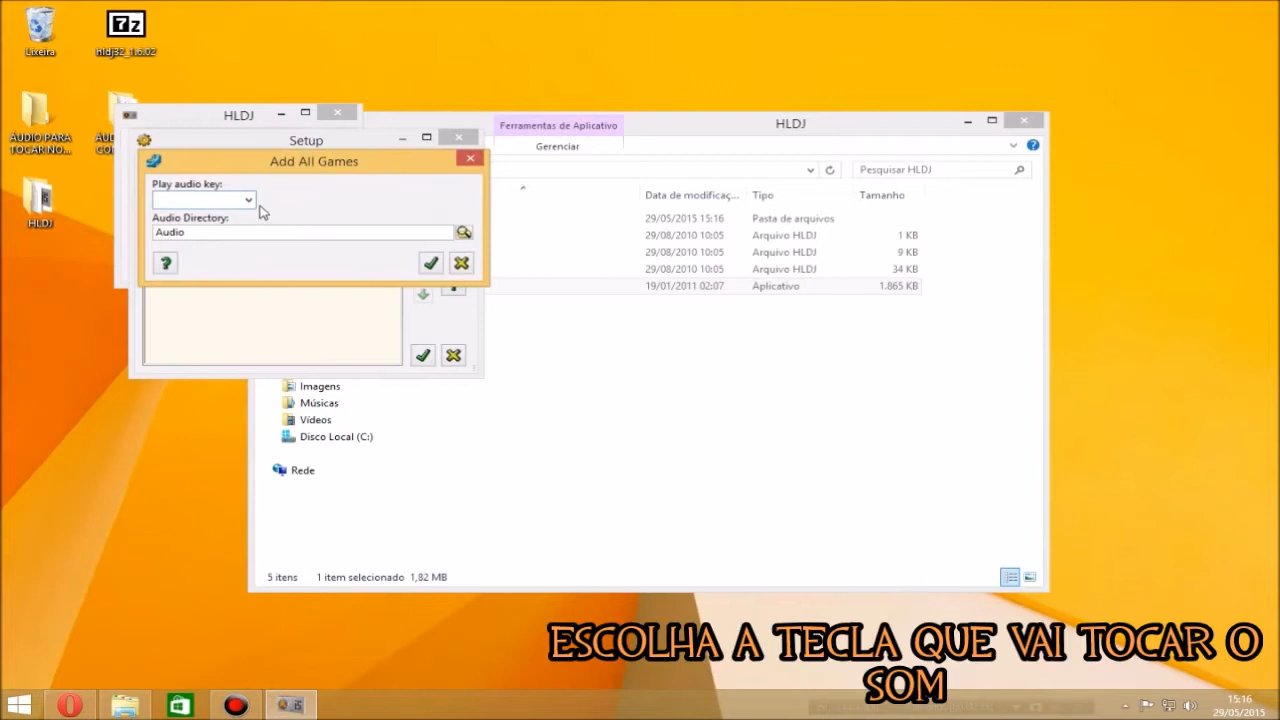 Lixeira
hldj32_1.6.02
ÁUDIO PARA
TOCAR NO...
HLDJ
HLDJ
Setup
Add All Games
Play audio key:
Audio Directory:
Audio
Ferramentas de Aplicativo
HLDJ
Gerenciar
Pesquisar HLDJ
Data de modificaç...
Tipo
Tamanho
29/05/2015 15:16
Pasta de arquivos
29/08/2010 10:05
Arquivo HLDJ
1 KB
29/08/2010 10:05
Arquivo HLDJ
9 KB
29/08/2010 10:05
Arquivo HLDJ
34 KB
19/01/2011 02:07
Aplicativo
1.865 KB
Imagens
Músicas
Vídeos
Disco Local (C:)
Rede
5 itens
1 item selecionado 1,82 MB
ESCOLHA A TECLA QUE VAI TOCAR O
SOM
15:16
29/05/2015